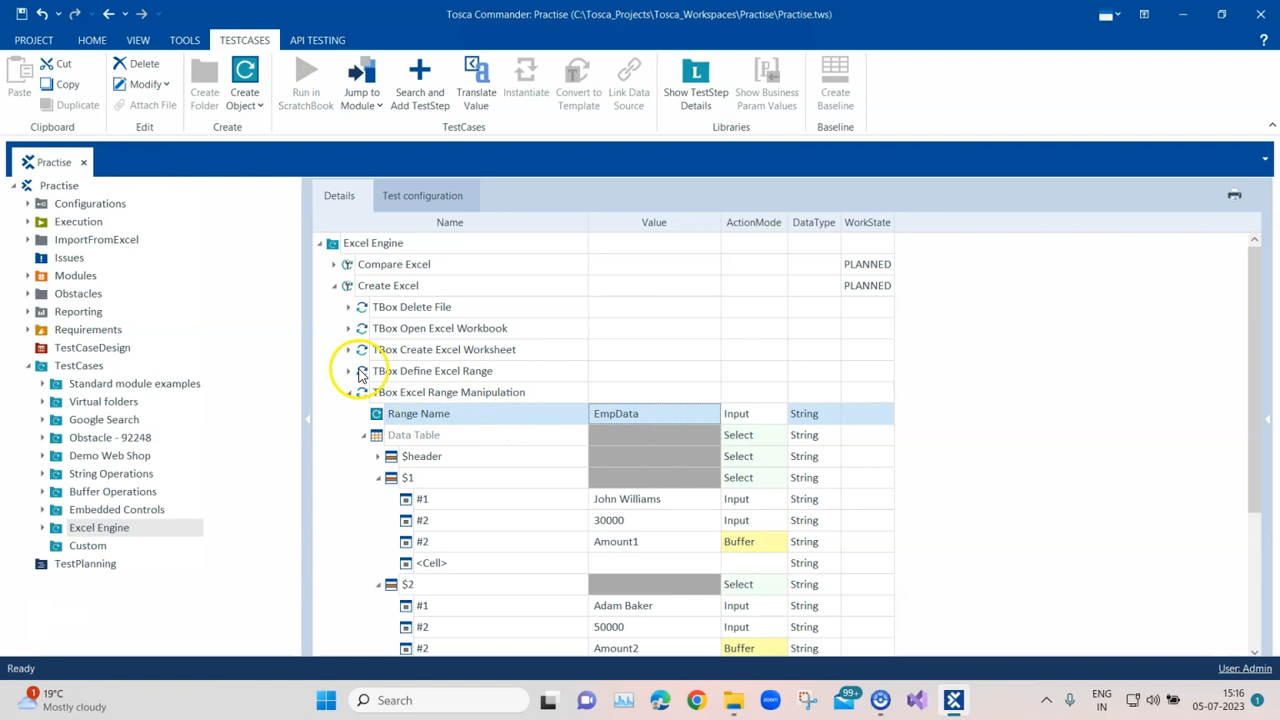 Tosca Commander: Practise (C:\Tosca_Projects\Tosca_Workspaces\Practise\Practise.tws)
PROJECT HOME VIEW TOOLS TESTCASES API TESTING ?
Paste Cut Copy Duplicate
Clipboard
Delete Modify Attach File
Edit
Create Folder Create Object
Create
Run in ScratchBook Jump to Module Search and Add TestStep Translate Value Instantiate Convert to Template Link Data Source
TestCases
Show TestStep Details Show Business Param Values
Libraries
Create Baseline
Baseline
Practise ×
Practise
Configurations
Execution
ImportFromExcel
Issues
Modules
Obstacles
Reporting
Requirements
TestCaseDesign
TestCases
Standard module examples
Virtual folders
Google Search
Obstacle - 92248
Demo Web Shop
String Operations
Buffer Operations
Embedded Controls
Excel Engine
Custom
TestPlanning
Details Test configuration
Name Value ActionMode DataType WorkState
Excel Engine
Compare Excel PLANNED
Create Excel PLANNED
TBox Delete File
TBox Open Excel Workbook
TBox Create Excel Worksheet
TBox Define Excel Range
TBox Excel Range Manipulation
Range Name EmpData Input String
Data Table Select String
$header Select String
$1 Select String
#1 John Williams Input String
#2 30000 Input String
#2 Amount1 Buffer String
<Cell> String
$2 Select String
#1 Adam Baker Input String
#2 50000 Input String
#2 Amount2 Buffer String
Ready User: Admin
1 19°C Mostly cloudy
Search
zoom
99+
ENG IN
15:16 05-07-2023
1